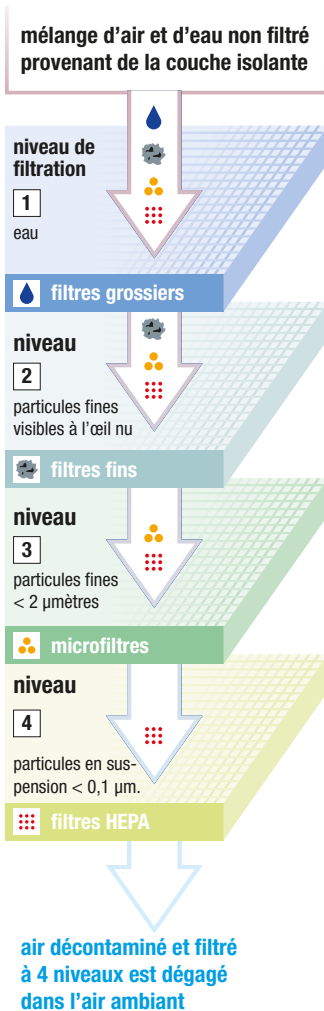 mélange d'air et d'eau non filtré
provenant de la couche isolante
niveau de
filtration
1
eau
filtres grossiers
niveau
2
particules fines
visibles à l'œil nu
filtres fins
niveau
3
particules fines
< 2 µmètres
microfiltres
niveau
4
particules en sus-
pension < 0,1 µm.
filtres HEPA
air décontaminé et filtré
à 4 niveaux est dégagé
dans l'air ambiant